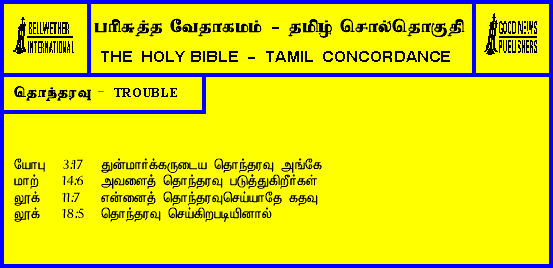 BELLWETHER
INTERNATIONAL
பரிசுத்த வேதாகமம் - தமிழ் சொல்தொகுதி
THE HOLY BIBLE - TAMIL CONCORDANCE
GOOD NEWS
PUBLISHERS
தொந்தரவு - TROUBLE
யோபு 3:17 துன்மார்க்கருடைய தொந்தரவு அங்கே
மாற் 14:6 அவளைத் தொந்தரவு படுத்துகிறீர்கள்
லூக் 11:7 என்னைத் தொந்தரவுசெய்யாதே கதவு
லூக் 18:5 தொந்தரவு செய்கிறபடியினால்